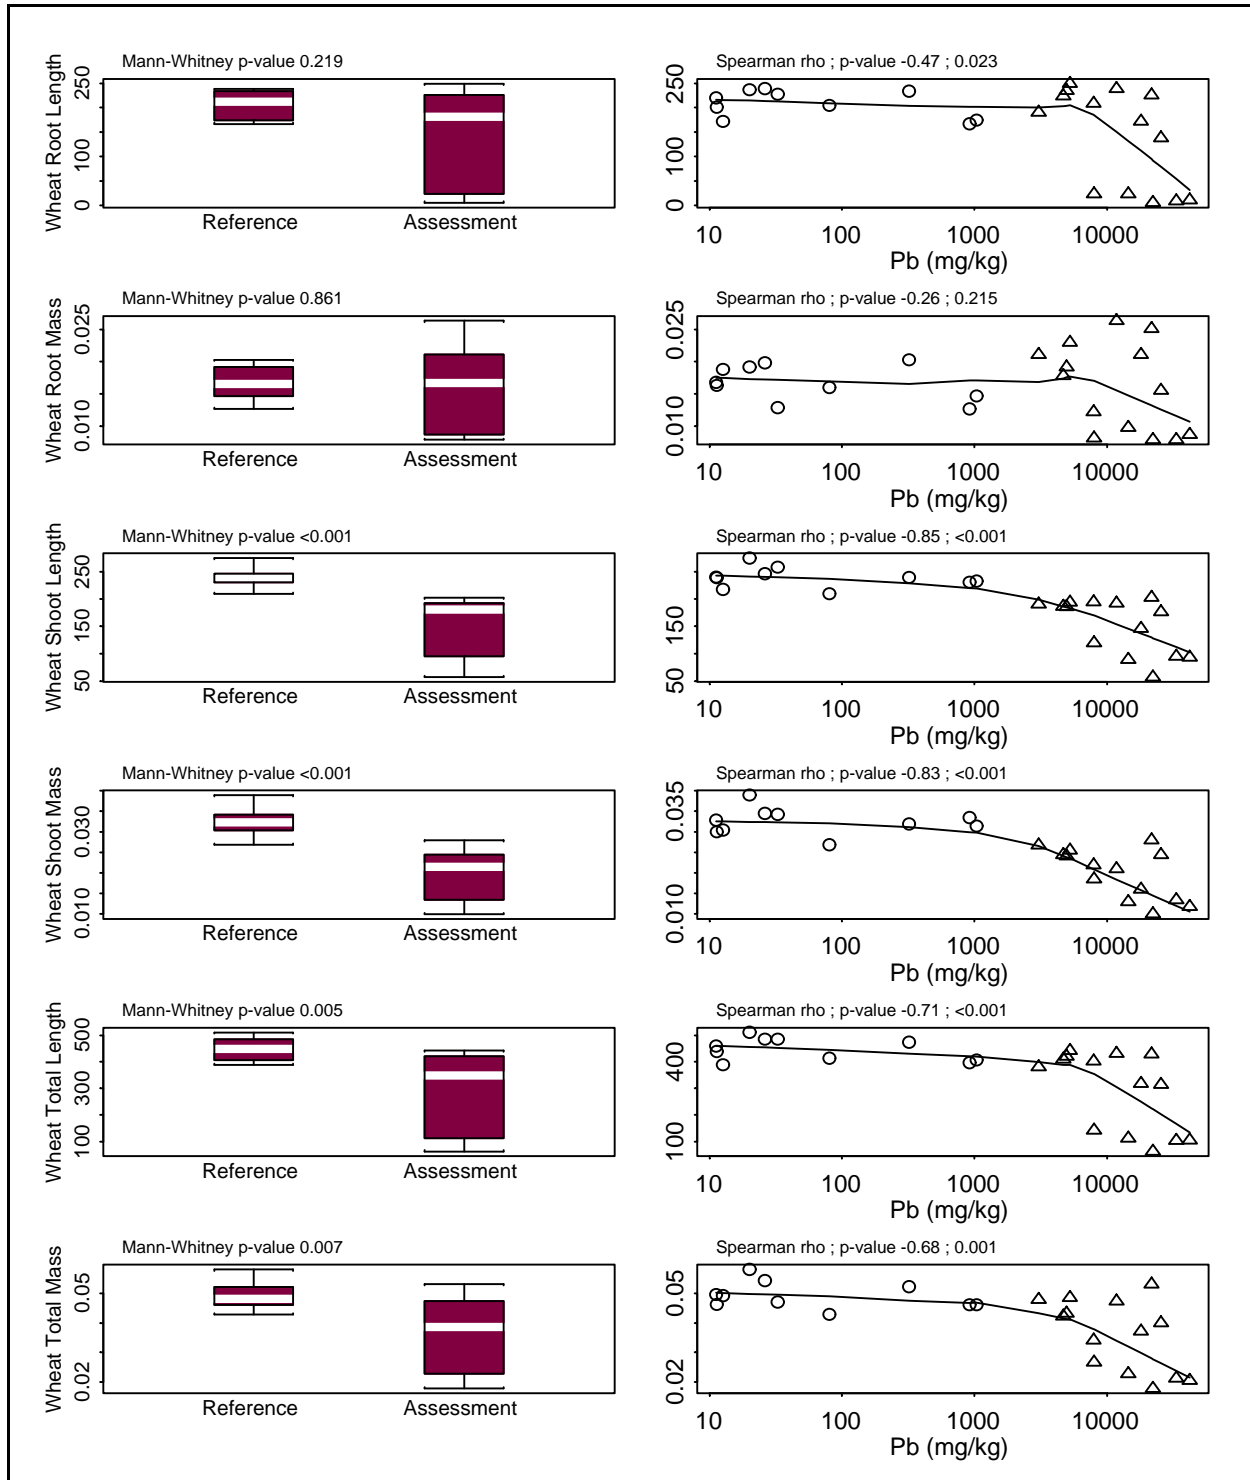 Mann-Whitney p-value 0.219
Wheat Root Length
250
100
0
Reference Assessment
Spearman rho ; p-value -0.47 ; 0.023
250
100
0
10 100 1000 10000
Pb (mg/kg)
Mann-Whitney p-value 0.861
Wheat Root Mass
0.025
0.010
Reference Assessment
Spearman rho ; p-value -0.26 ; 0.215
0.025
0.010
10 100 1000 10000
Pb (mg/kg)
Mann-Whitney p-value <0.001
Wheat Shoot Length
250
150
50
Reference Assessment
Spearman rho ; p-value -0.85 ; <0.001
150
50
10 100 1000 10000
Pb (mg/kg)
Mann-Whitney p-value <0.001
Wheat Shoot Mass
0.030
0.010
Reference Assessment
Spearman rho ; p-value -0.83 ; <0.001
0.035
0.010
10 100 1000 10000
Pb (mg/kg)
Mann-Whitney p-value 0.005
Wheat Total Length
500
300
100
Reference Assessment
Spearman rho ; p-value -0.71 ; <0.001
400
100
10 100 1000 10000
Pb (mg/kg)
Mann-Whitney p-value 0.007
Wheat Total Mass
0.05
0.02
Reference Assessment
Spearman rho ; p-value -0.68 ; 0.001
0.05
0.02
10 100 1000 10000
Pb (mg/kg)